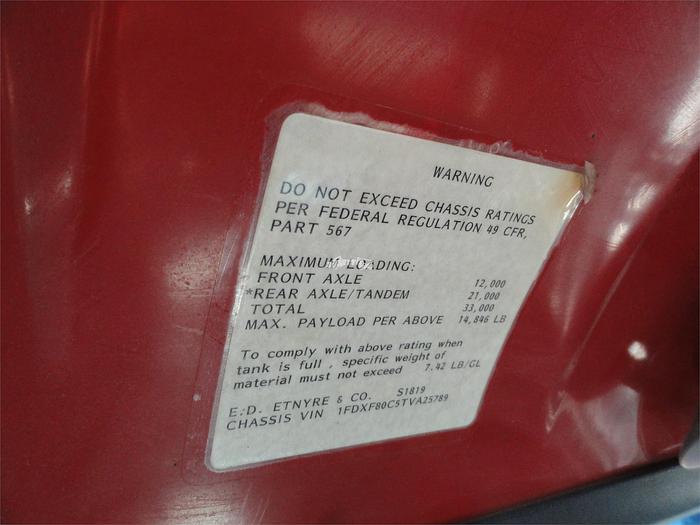 WARNING
DO NOT EXCEED CHASSIS RATINGS
PER FEDERAL REGULATION 49 CFR,
PART 567
MAXIMUM LOADING:
FRONT AXLE 12,000
*REAR AXLE/TANDEM 21,000
TOTAL 33,000
MAX. PAYLOAD PER ABOVE 14,846 LB
To comply with above rating when
tank is full, specific weight of
material must not exceed 7.42 LB/GL
E.D. ETNYRE & CO. S1819
CHASSIS VIN 1FDXF80C5TVA25789